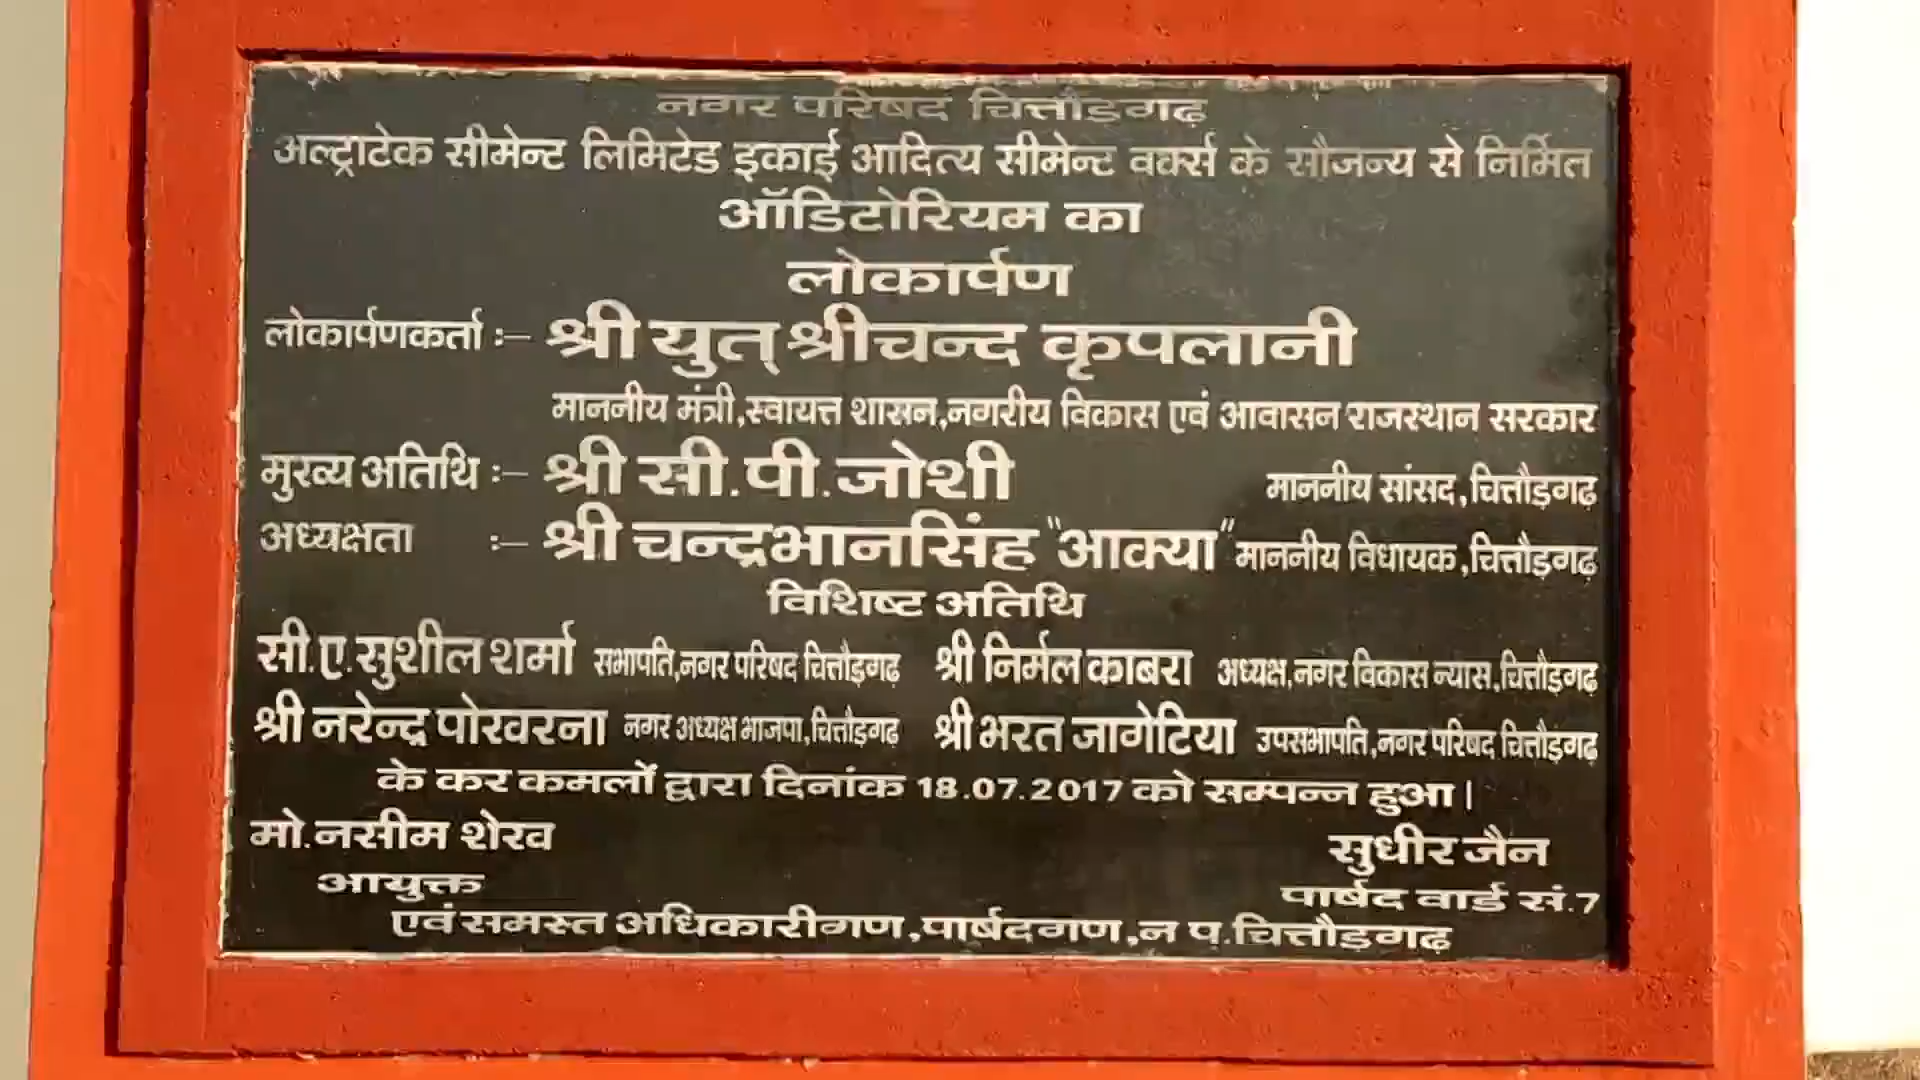 नगर परिषद चित्तौड़गढ़
अल्ट्राटेक सीमेन्ट लिमिटेड इकाई आदित्य सीमेन्ट वर्क्स के सौजन्य से निर्मित
ऑडिटोरियम का
लोकार्पण
लोकार्पणकर्ता :– श्री युत् श्रीचन्द कृपलानी
माननीय मंत्री,स्वायत्त शासन,नगरीय विकास एवं आवासन राजस्थान सरकार
मुख्य अतिथि :– श्री सी.पी.जोशी माननीय सांसद,चित्तौड़गढ़
अध्यक्षता :– श्री चन्द्रभानसिंह "आक्या" माननीय विधायक,चित्तौड़गढ़
विशिष्ट अतिथि
सी.ए.सुशील शर्मा सभापति,नगर परिषद चित्तौड़गढ़ श्री निर्मल काबरा अध्यक्ष,नगर विकास न्यास,चित्तौड़गढ़
श्री नरेन्द्र पोखरना नगर अध्यक्ष भाजपा,चित्तौड़गढ़ श्री भरत जागेटिया उपसभापति,नगर परिषद चित्तौड़गढ़
के कर कमलों द्वारा दिनांक 18.07.2017 को सम्पन्न हुआ।
मो.नसीम शेख सुधीर जैन
आयुक्त पार्षद वार्ड सं.7
एवं समस्त अधिकारीगण,पार्षदगण,न प.चित्तौड़गढ़